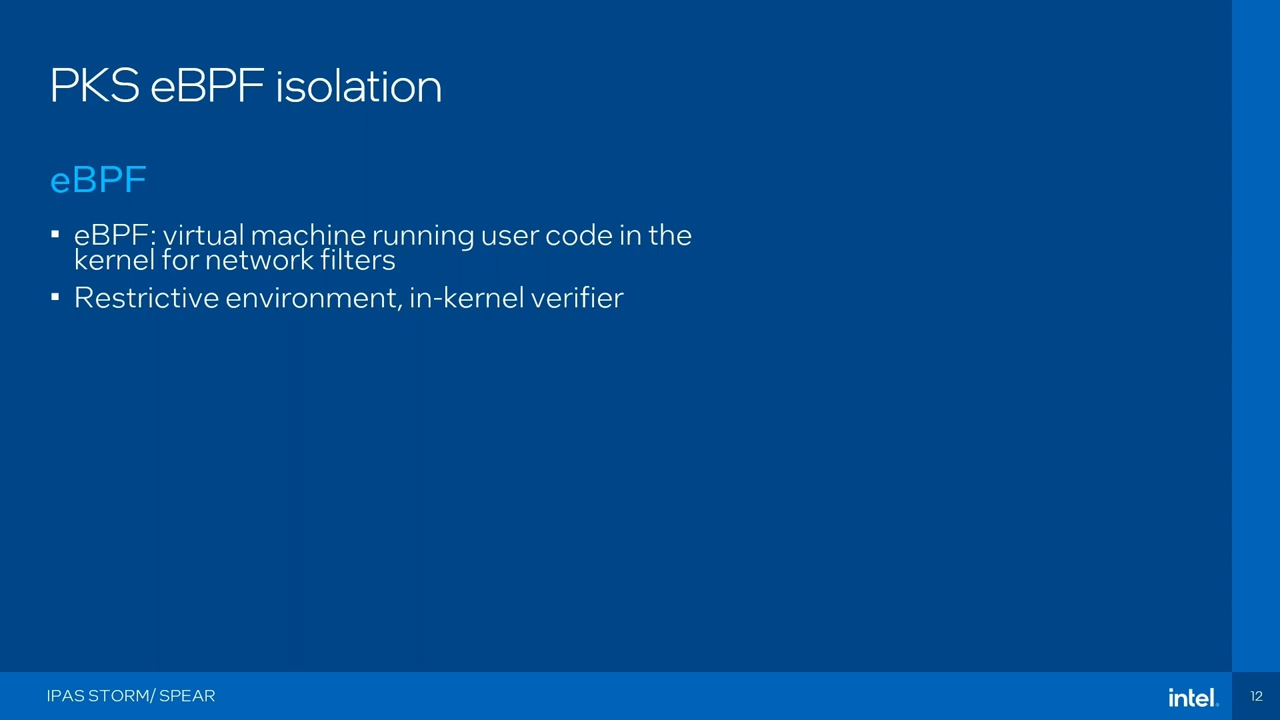 PKS eBPF isolation
eBPF
▪ eBPF: virtual machine running user code in the
kernel for network filters
▪ Restrictive environment, in-kernel verifier
IPAS STORM/ SPEAR
intel.
12